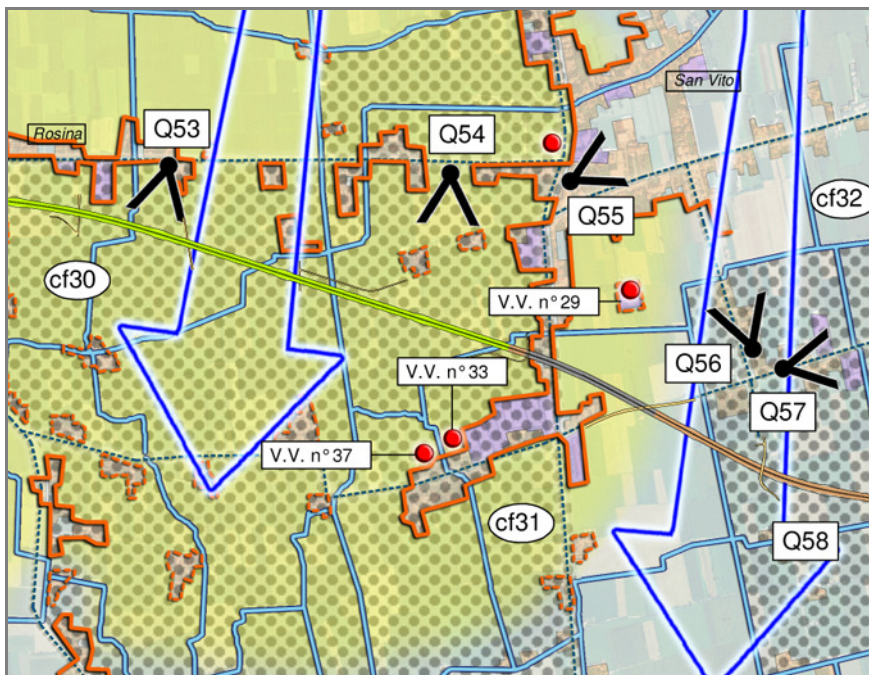 San Vito
Rosina
Q53
Q54
cf32
Q55
cf30
V.V. n°29
Q56
V.V. n°33
Q57
V.V. n°37
cf31
Q58